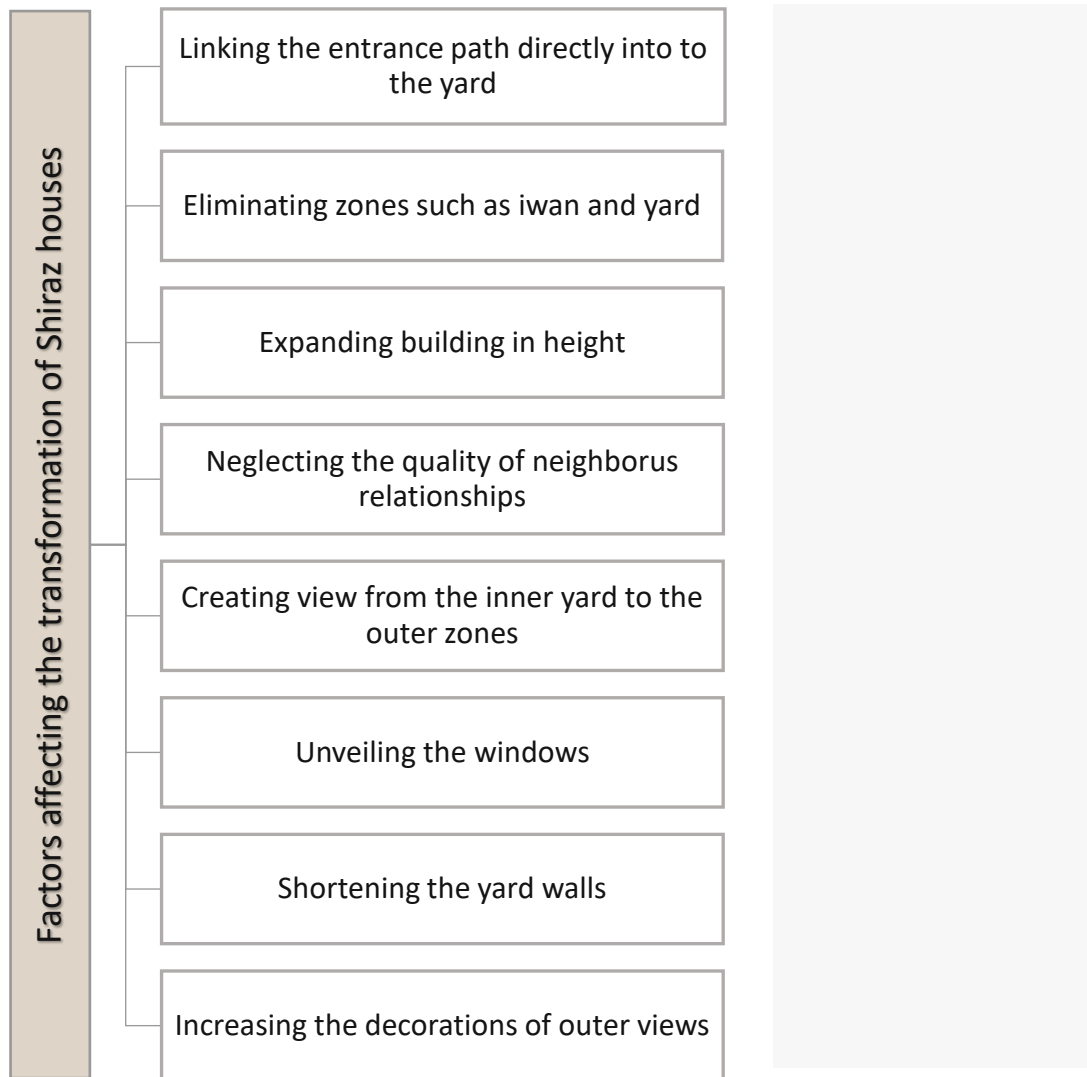 Factors affecting the transformation of Shiraz houses
Linking the entrance path directly into to
the yard
Eliminating zones such as iwan and yard
Expanding building in height
Neglecting the quality of neighborus
relationships
Creating view from the inner yard to the
outer zones
Unveiling the windows
Shortening the yard walls
Increasing the decorations of outer views